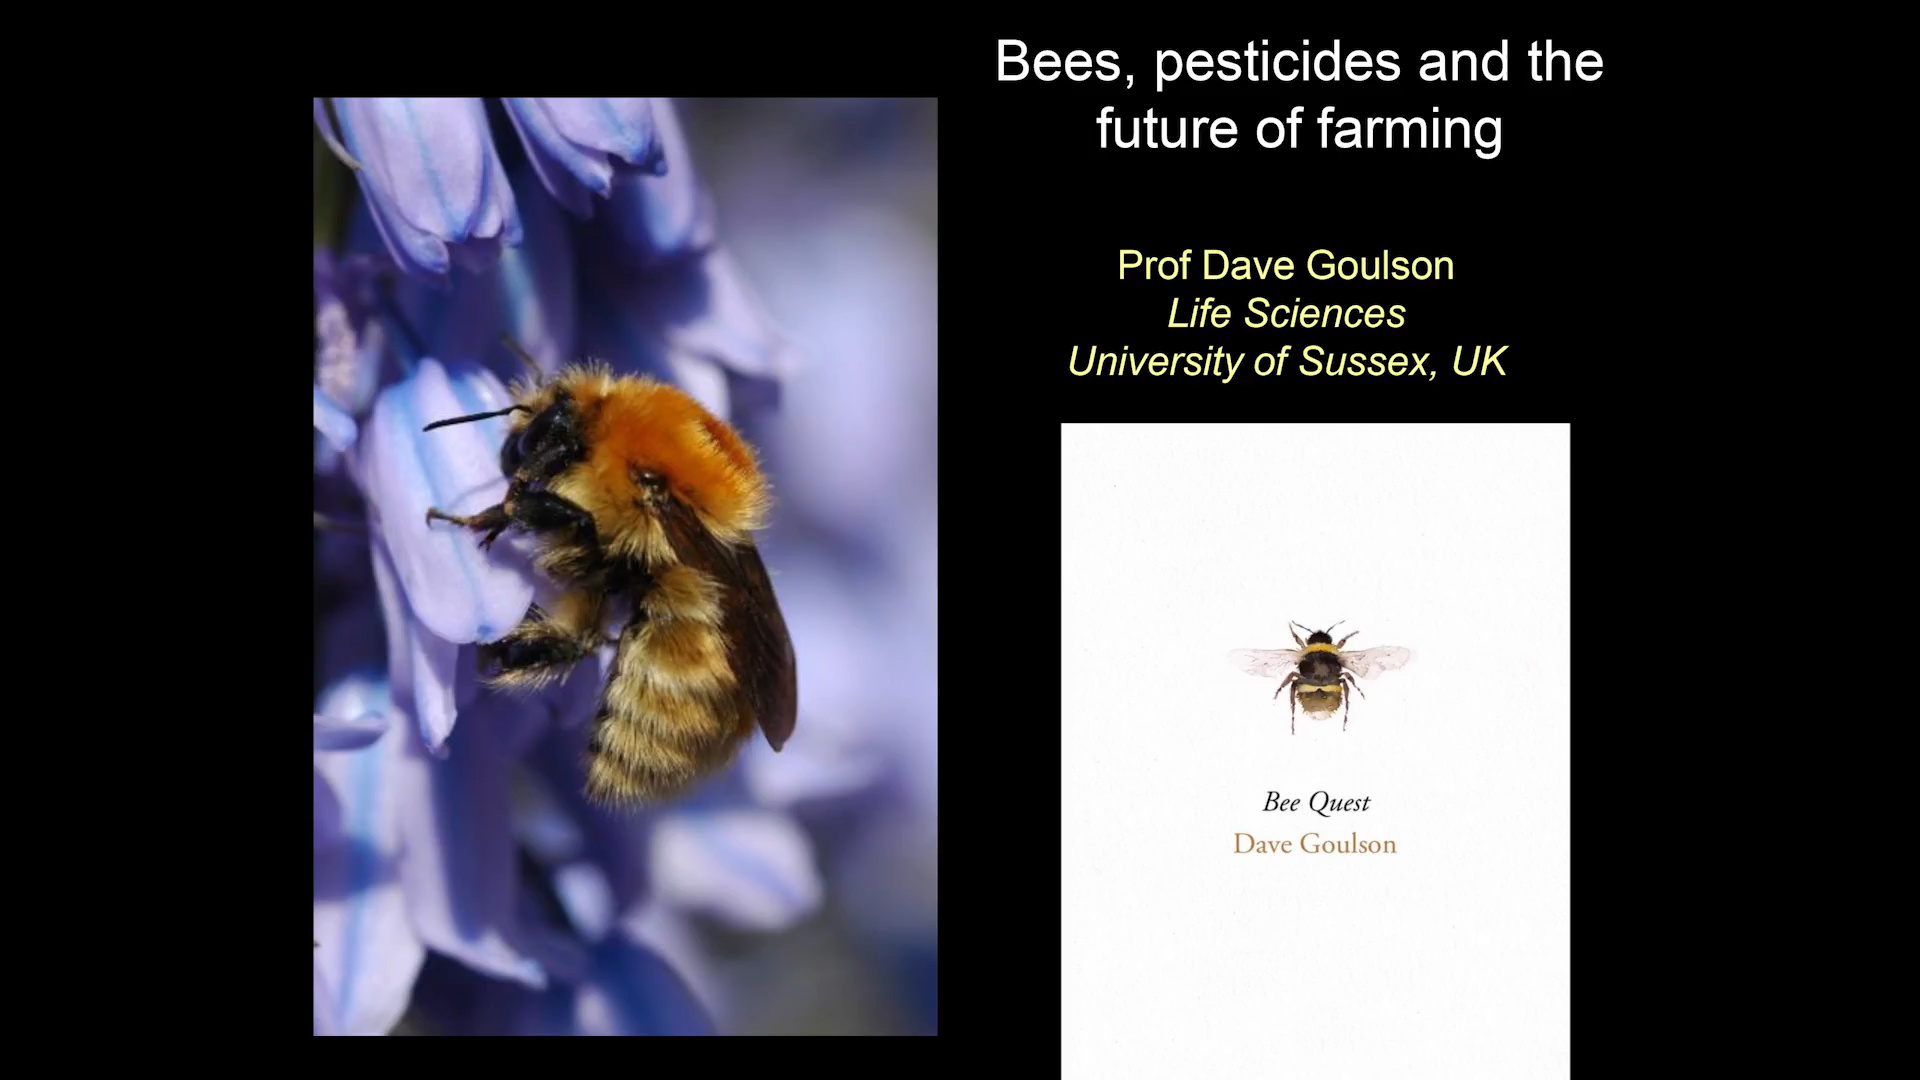 Bees, pesticides and the
future of farming
Prof Dave Goulson
Life Sciences
University of Sussex, UK
Bee Quest
Dave Goulson